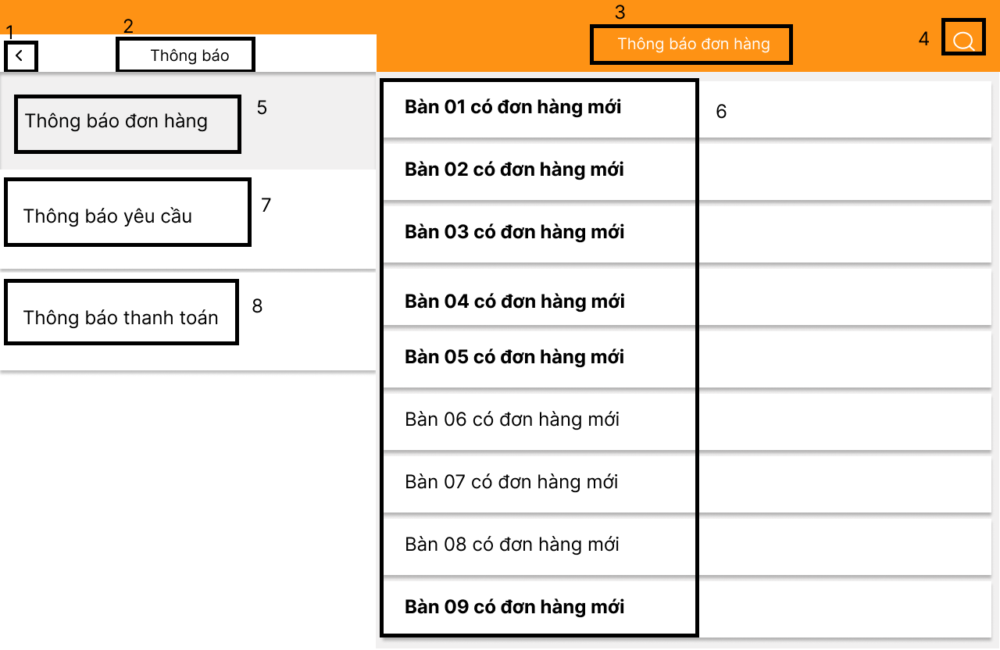 1
2
Thông báo
3
Thông báo đơn hàng
4
Thông báo đơn hàng
5
Thông báo yêu cầu
7
Thông báo thanh toán
8
Bàn 01 có đơn hàng mới
6
Bàn 02 có đơn hàng mới
Bàn 03 có đơn hàng mới
Bàn 04 có đơn hàng mới
Bàn 05 có đơn hàng mới
Bàn 06 có đơn hàng mới
Bàn 07 có đơn hàng mới
Bàn 08 có đơn hàng mới
Bàn 09 có đơn hàng mới